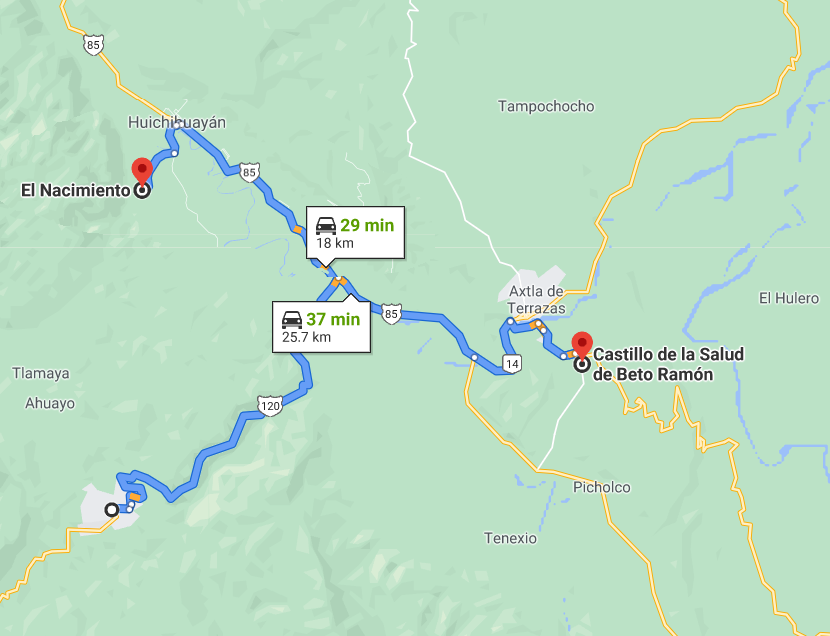 85
Tampochocho
Huichihuayán
85
El Nacimiento
29 min
18 km
Axtla de
Terrazas
El Hulero
85
37 min
25.7 km
Castillo de la Salud
de Beto Ramón
14
Tlamaya
Ahuayo
120
Picholco
Tenexio